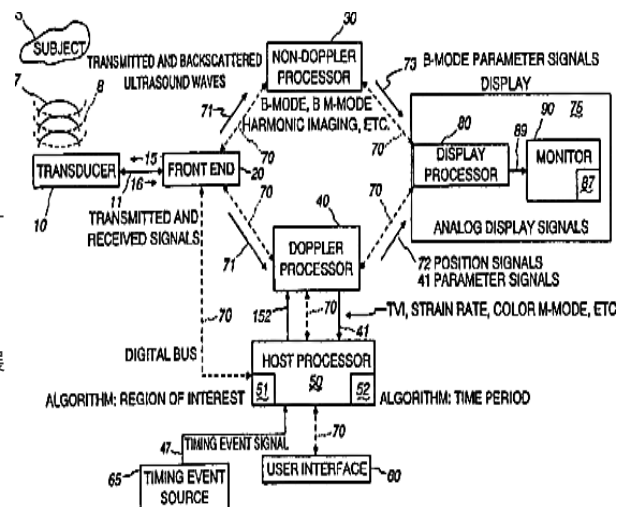 SUBJECT
7
8
TRANSMITTED AND BACKSCATTERED
ULTRASOUND WAVES
30
NON-DOPPLER
PROCESSOR
73
B-MODE PARAMETER SIGNALS
DISPLAY
71
B-MODE, B M-MODE
HARMONIC IMAGING, ETC.
70
70
80
89
90
76
DISPLAY
PROCESSOR
MONITOR
87
ANALOG DISPLAY SIGNALS
TRANSDUCER
10
15
16
11
FRONT END
20
TRANSMITTED AND
RECEIVED SIGNALS
70
71
40
DOPPLER
PROCESSOR
70
72 POSITION SIGNALS
41 PARAMETER SIGNALS
70
152
70
41
TVI, STRAIN RATE, COLOR M-MODE, ETC
DIGITAL BUS
HOST PROCESSOR
51
50
52
ALGORITHM: REGION OF INTEREST
ALGORITHM: TIME PERIOD
47
TIMING EVENT SIGNAL
70
65
TIMING EVENT
SOURCE
USER INTERFACE
60